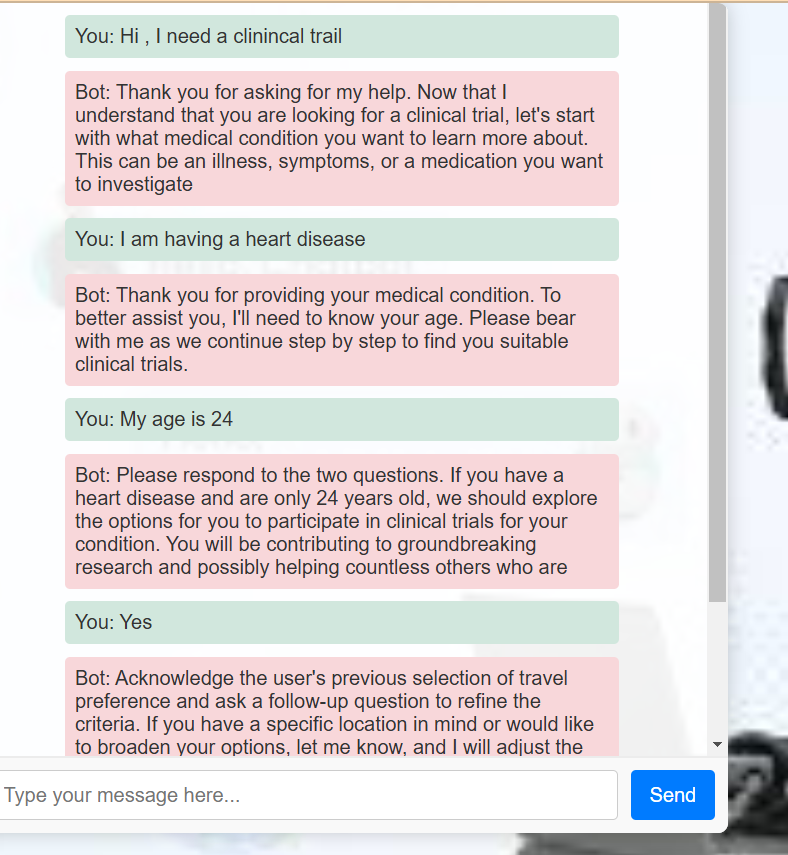 You: Hi , I need a clinincal trail
Bot: Thank you for asking for my help. Now that I
understand that you are looking for a clinical trial, let's start
with what medical condition you want to learn more about.
This can be an illness, symptoms, or a medication you want
to investigate
You: I am having a heart disease
Bot: Thank you for providing your medical condition. To
better assist you, I'll need to know your age. Please bear
with me as we continue step by step to find you suitable
clinical trials.
You: My age is 24
Bot: Please respond to the two questions. If you have a
heart disease and are only 24 years old, we should explore
the options for you to participate in clinical trials for your
condition. You will be contributing to groundbreaking
research and possibly helping countless others who are
You: Yes
Bot: Acknowledge the user's previous selection of travel
preference and ask a follow-up question to refine the
criteria. If you have a specific location in mind or would like
to broaden your options, let me know, and I will adjust the
Type your message here...
Send